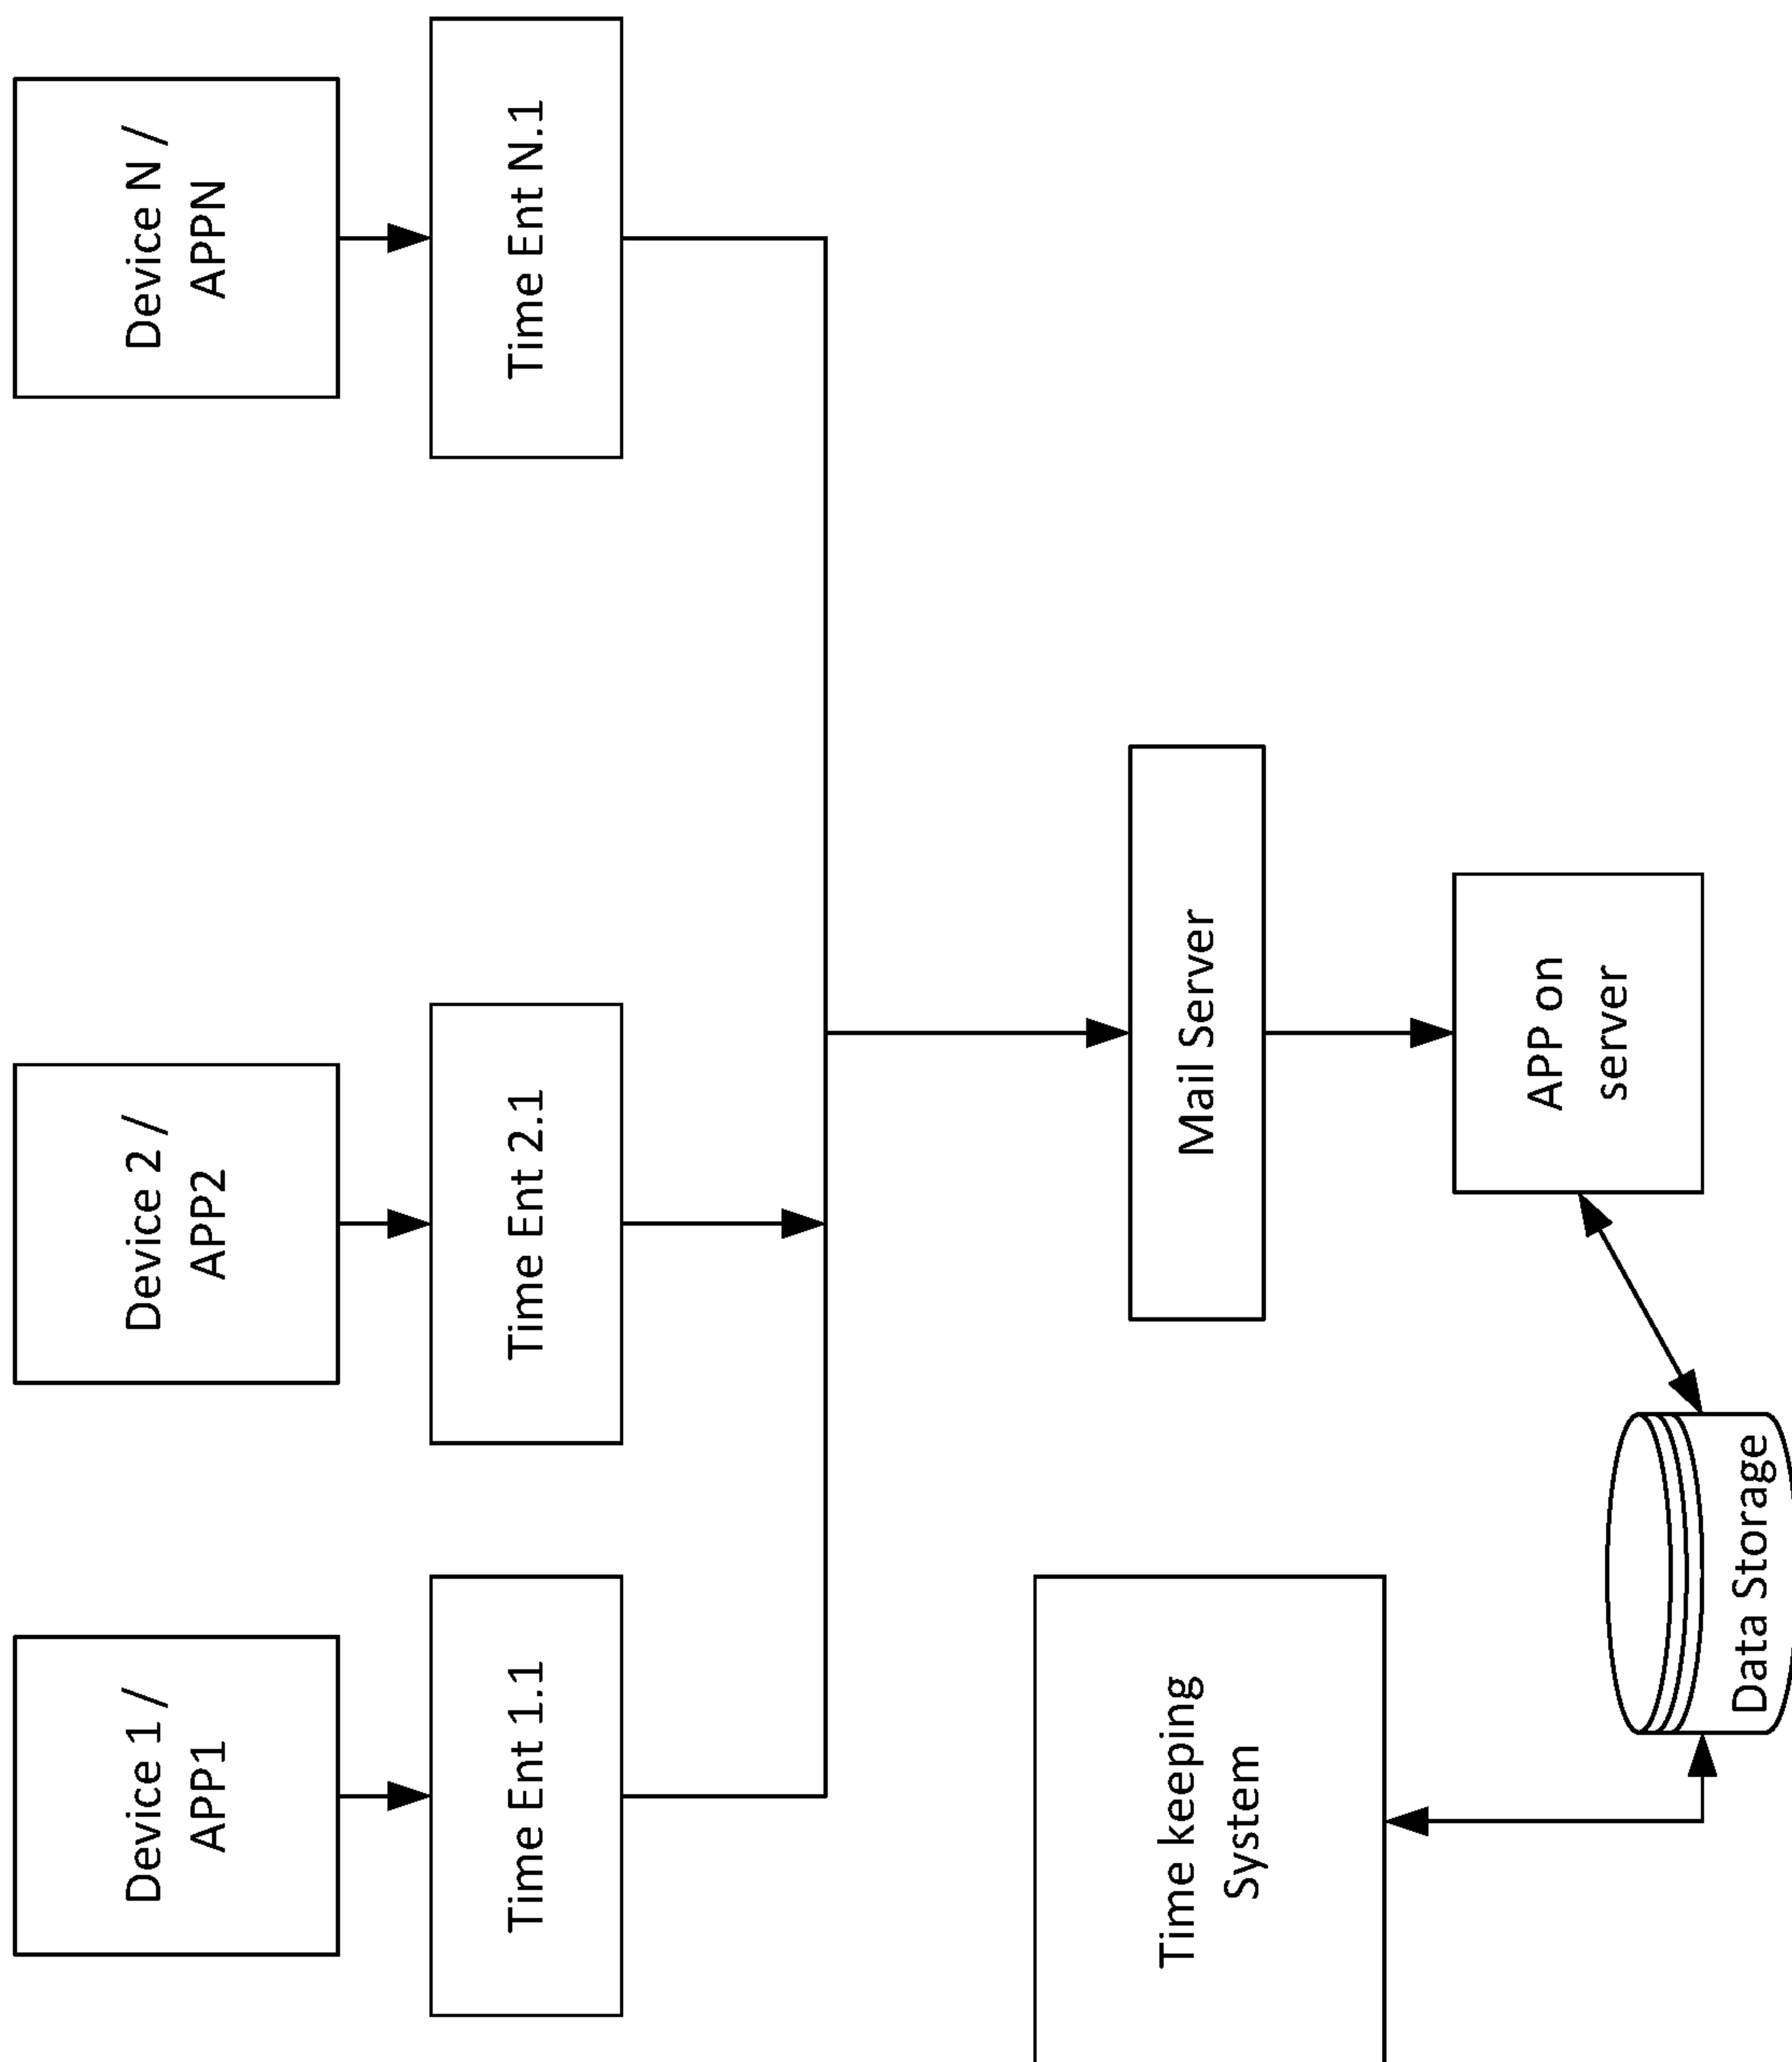 Device 1 /
APP1
Device 2 /
APP2
Device N /
APPN
Time Ent 1.1
Time Ent 2.1
Time Ent N.1
Time keeping
System
Mail Server
APP on
server
Data Storage